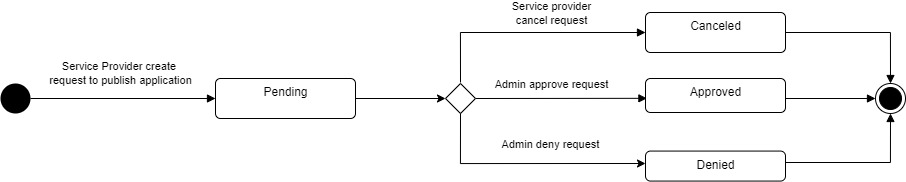 Service Provider create
request to publish application
Pending
Service provider
cancel request
Canceled
Admin approve request
Approved
Admin deny request
Denied